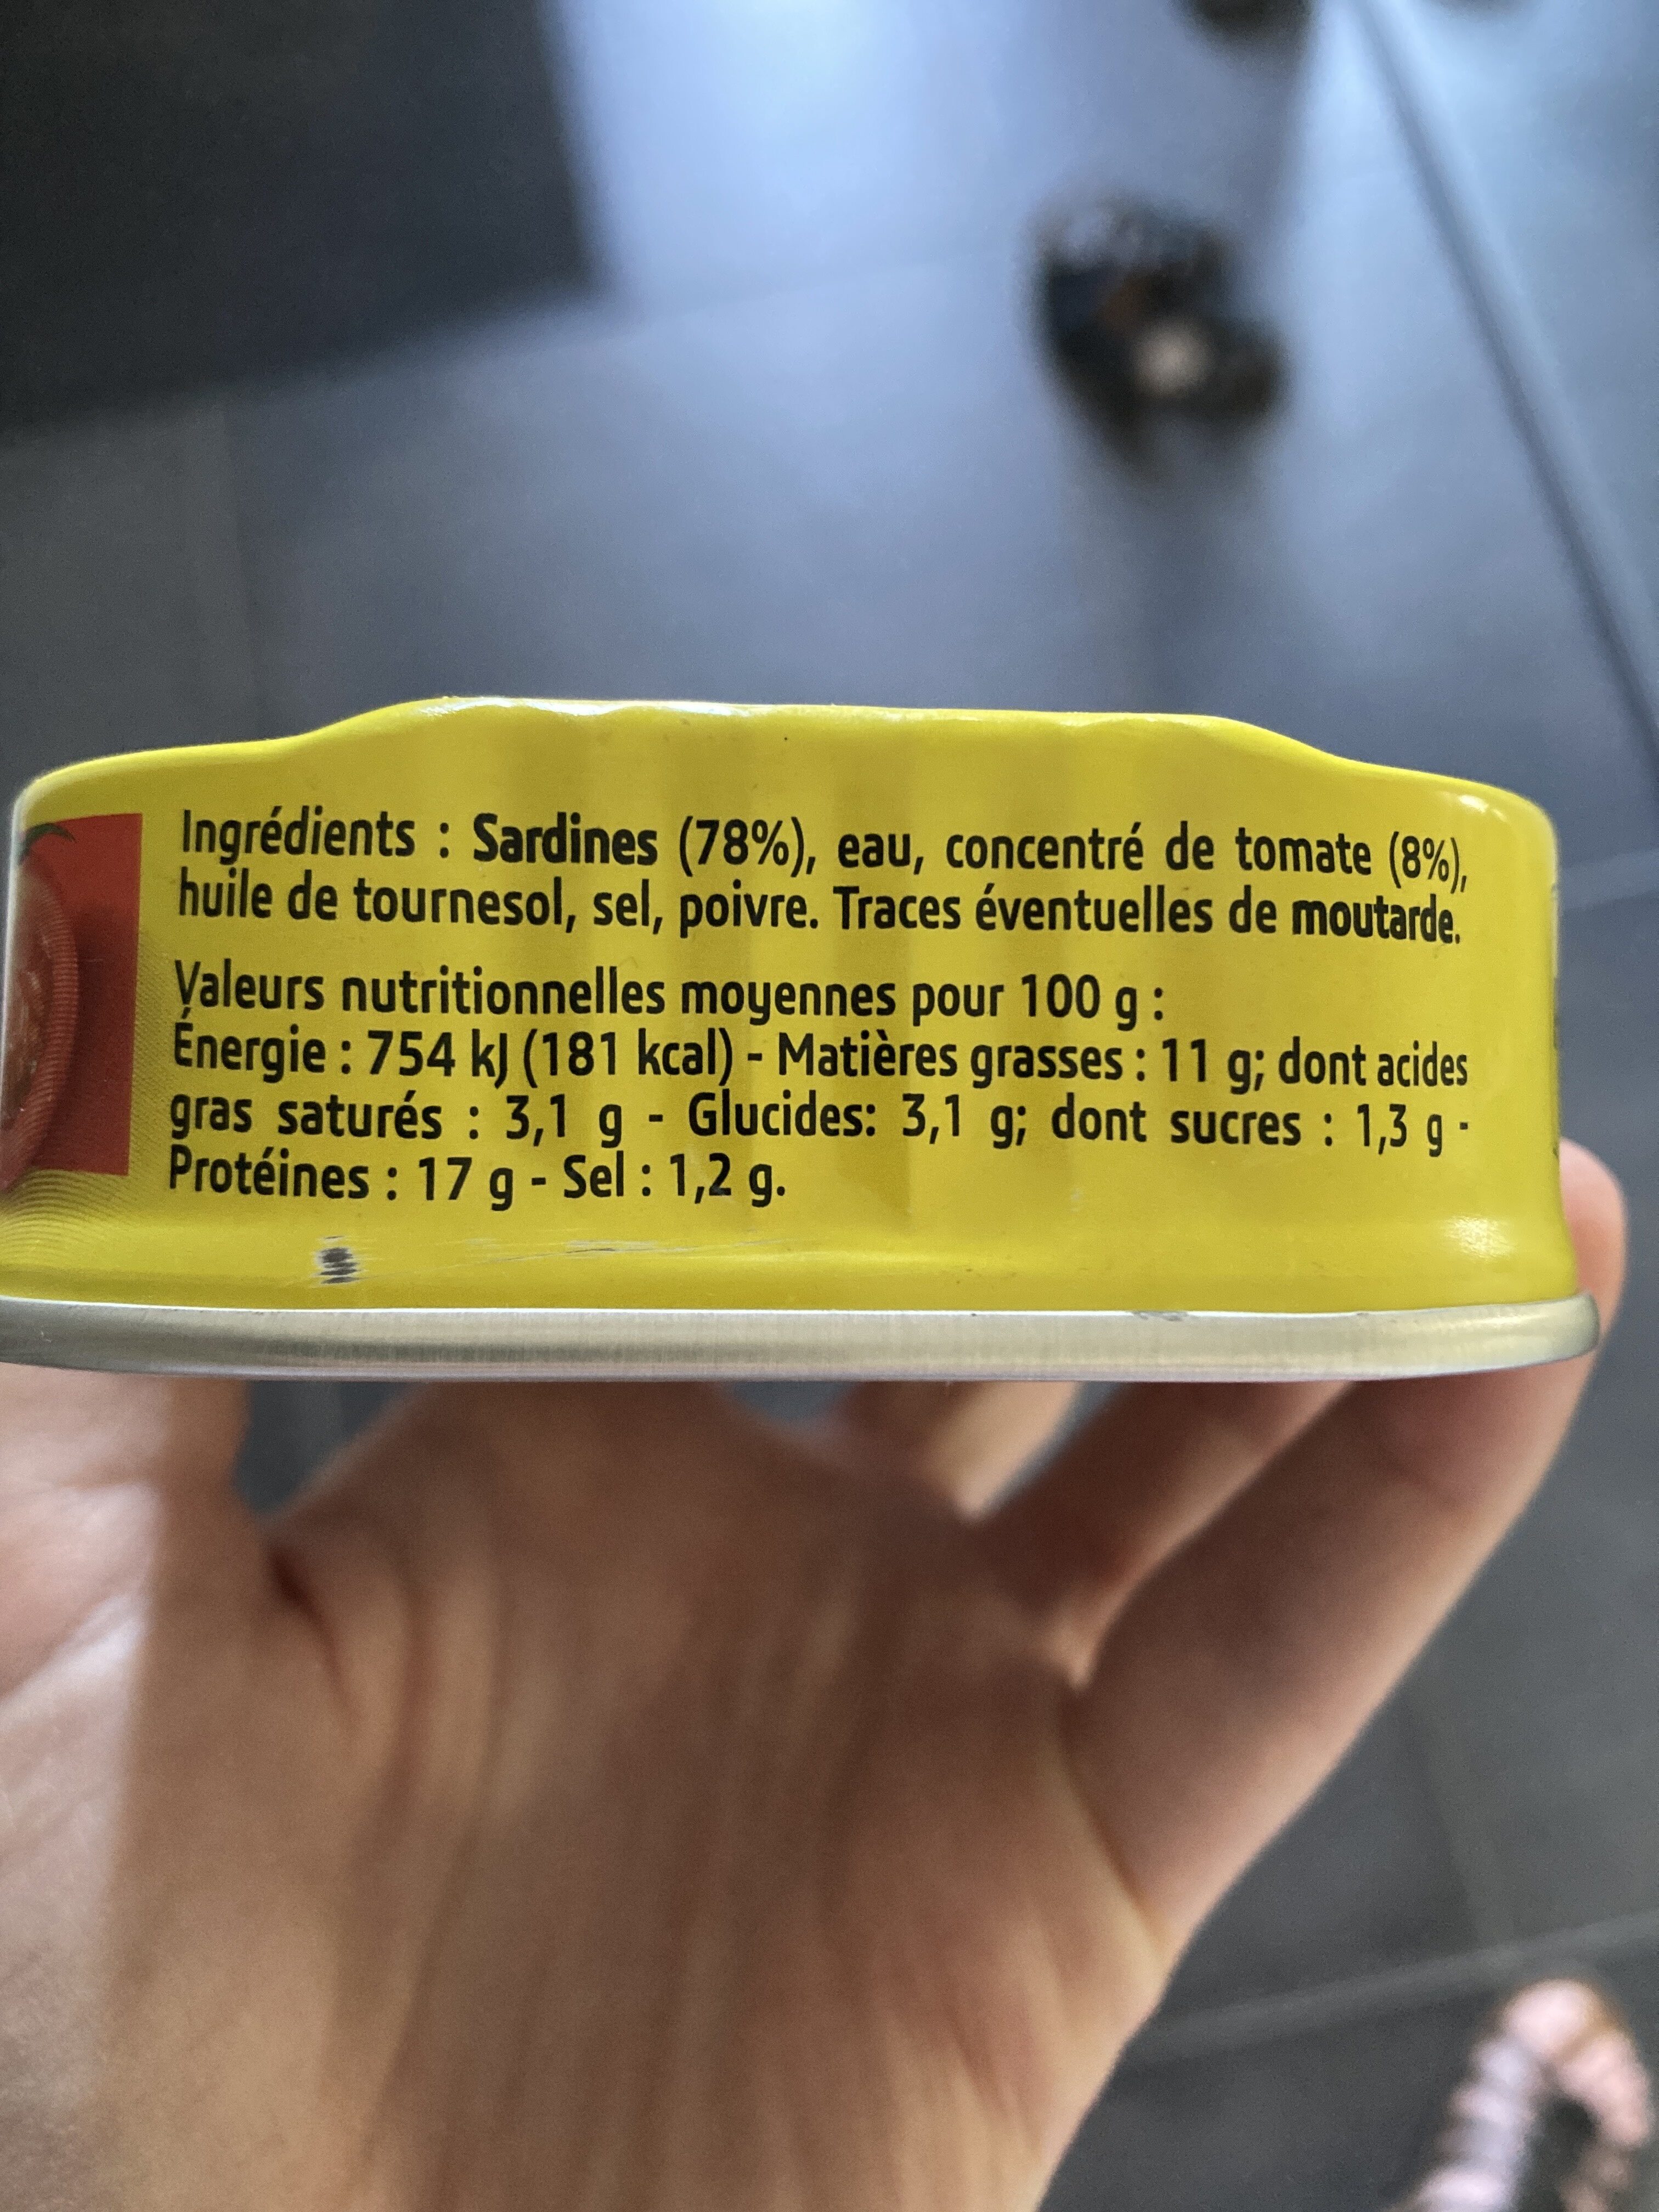 Ingrédients : Sardines (78%), eau, concentré de tomate (8%),
huile de tournesol, sel, poivre. Traces éventuelles de moutarde.
Valeurs nutritionnelles moyennes pour 100 g :
Énergie : 754 kJ (181 kcal) - Matières grasses : 11 g; dont acides
gras saturés : 3,1 g - Glucides: 3,1 g; dont sucres : 1,3 g -
Protéines : 17 g - Sel : 1,2 g.